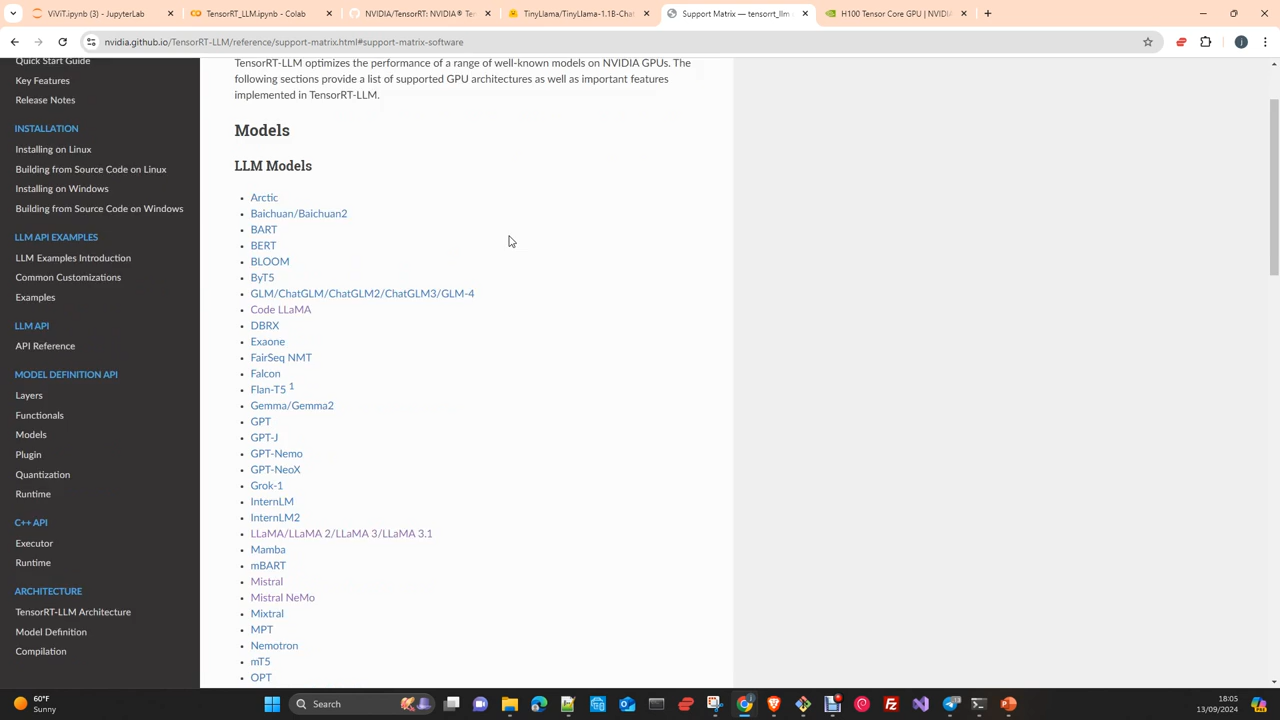 ViViT.ipynb (5) - JupyterLab
TensorRT_LLM.ipynb - Colab
NVIDIA/TensorRT: NVIDIA® Te
TinyLlama/TinyLlama-1.1B-Chat
Support Matrix — tensorrt_llm
H100 Tensor Core GPU | NVIDIA
nvidia.github.io/TensorRT-LLM/reference/support-matrix.html#support-matrix-software
Quick Start Guide
Key Features
Release Notes
INSTALLATION
Installing on Linux
Building from Source Code on Linux
Installing on Windows
Building from Source Code on Windows
LLM API EXAMPLES
LLM Examples Introduction
Common Customizations
Examples
LLM API
API Reference
MODEL DEFINITION API
Layers
Functionals
Models
Plugin
Quantization
Runtime
C++ API
Executor
Runtime
ARCHITECTURE
TensorRT-LLM Architecture
Model Definition
Compilation
TensorRT-LLM optimizes the performance of a range of well-known models on NVIDIA GPUs. The
following sections provide a list of supported GPU architectures as well as important features
implemented in TensorRT-LLM.
Models
LLM Models
Arctic
Baichuan/Baichuan2
BART
BERT
BLOOM
ByT5
GLM/ChatGLM/ChatGLM2/ChatGLM3/GLM-4
Code LLaMA
DBRX
Exaone
FairSeq NMT
Falcon
Flan-T5 1
Gemma/Gemma2
GPT
GPT-J
GPT-Nemo
GPT-NeoX
Grok-1
InternLM
InternLM2
LLaMA/LLaMA 2/LLaMA 3/LLaMA 3.1
Mamba
mBART
Mistral
Mistral NeMo
Mixtral
MPT
Nemotron
mT5
OPT
60°F
Sunny
Search
18:05
13/09/2024